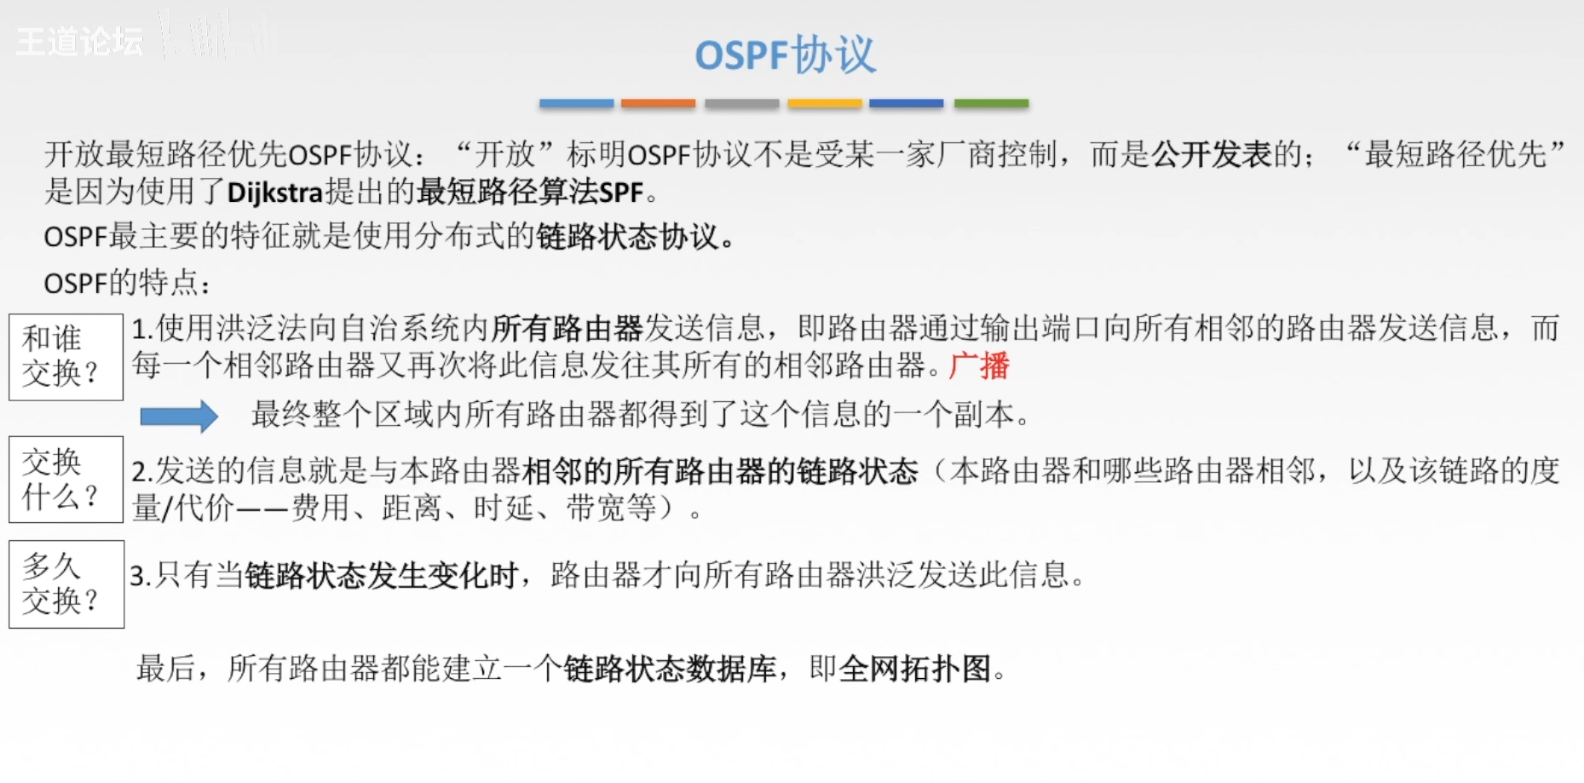 王道论坛
OSPF协议
开放最短路径优先OSPF协议：“开放”标明OSPF协议不是受某一家厂商控制，而是公开发表的；“最短路径优先”
是因为使用了Dijkstra提出的最短路径算法SPF。
OSPF最主要的特征就是使用分布式的链路状态协议。
OSPF的特点：
和谁
交换？
1.使用洪泛法向自治系统内所有路由器发送信息，即路由器通过输出端口向所有相邻的路由器发送信息，而
每一个相邻路由器又再次将此信息发往其所有的相邻路由器。广播
最终整个区域内所有路由器都得到了这个信息的一个副本。
交换
什么？
2.发送的信息就是与本路由器相邻的所有路由器的链路状态（本路由器和哪些路由器相邻，以及该链路的度
量/代价——费用、距离、时延、带宽等）。
多久
交换？
3.只有当链路状态发生变化时，路由器才向所有路由器洪泛发送此信息。
最后，所有路由器都能建立一个链路状态数据库，即全网拓扑图。